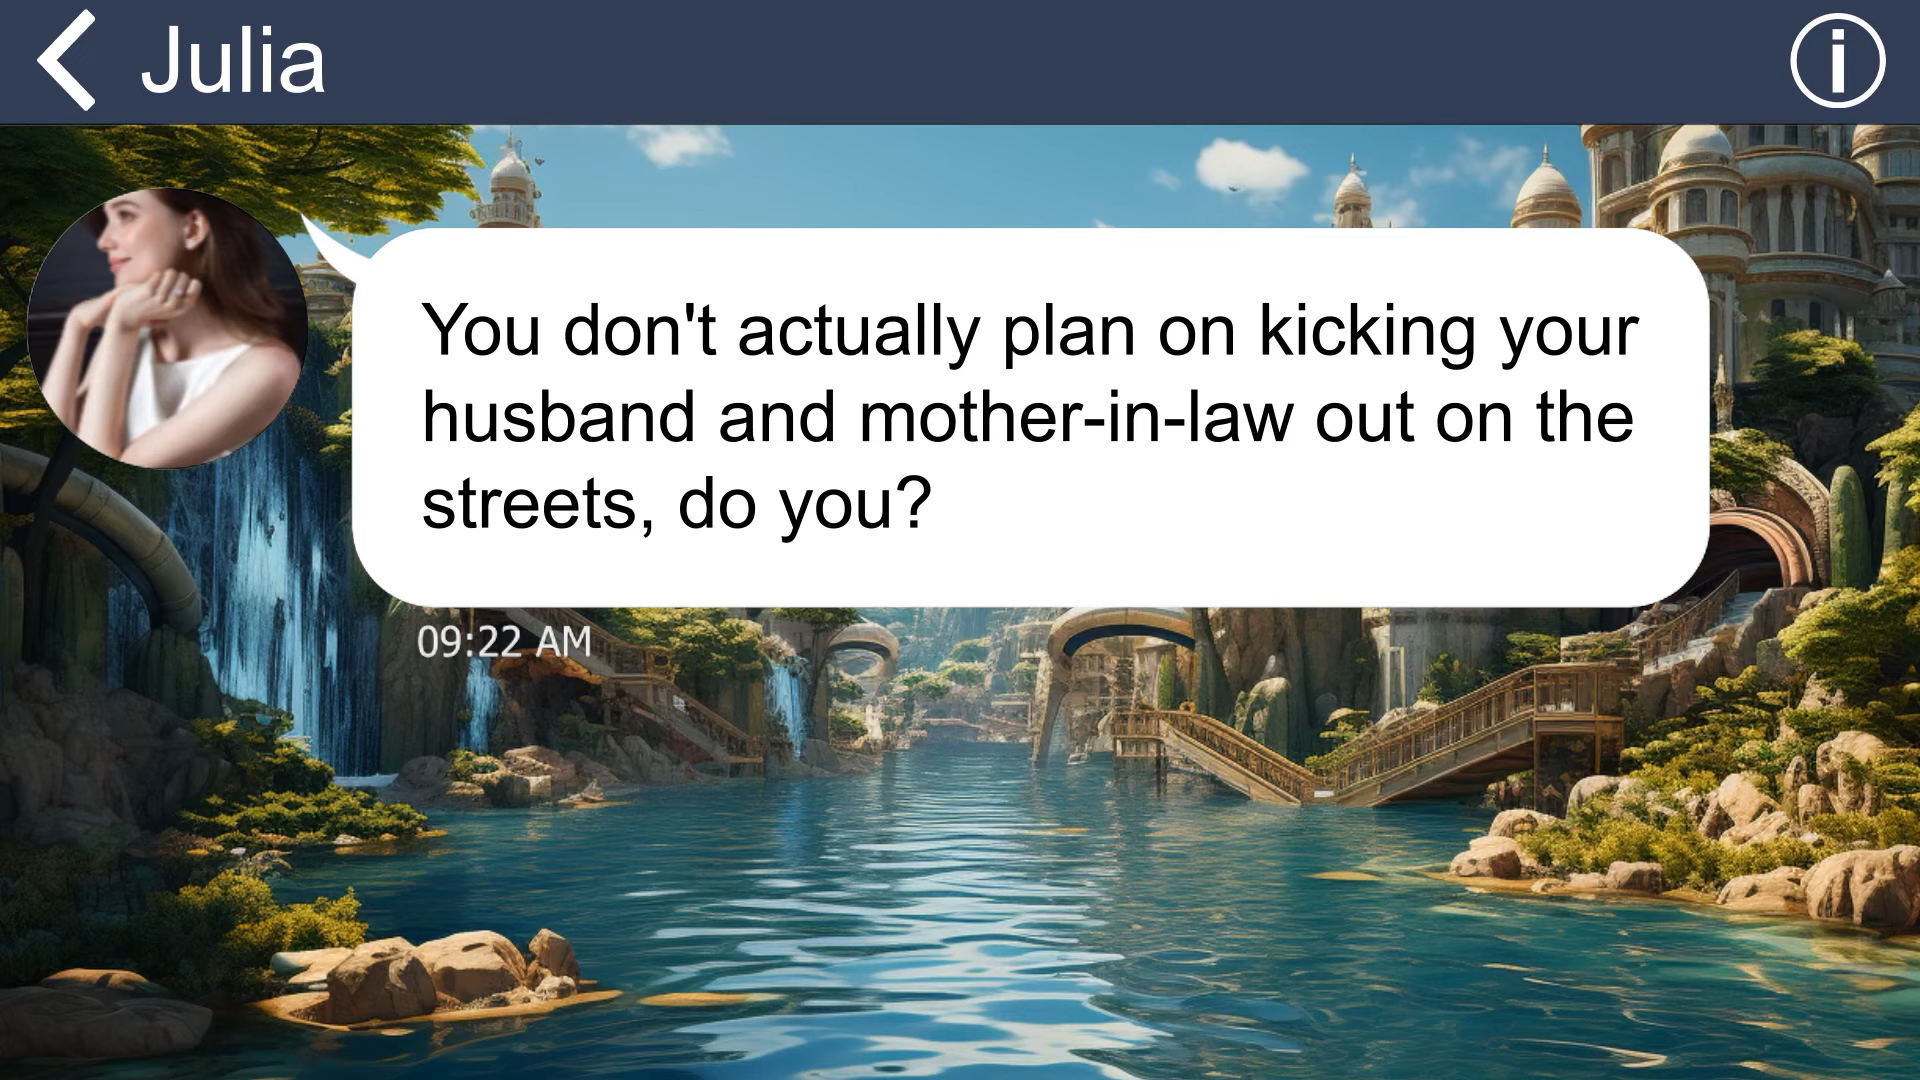 Julia
You don't actually plan on kicking your
husband and mother-in-law out on the
streets, do you?
09:22 AM